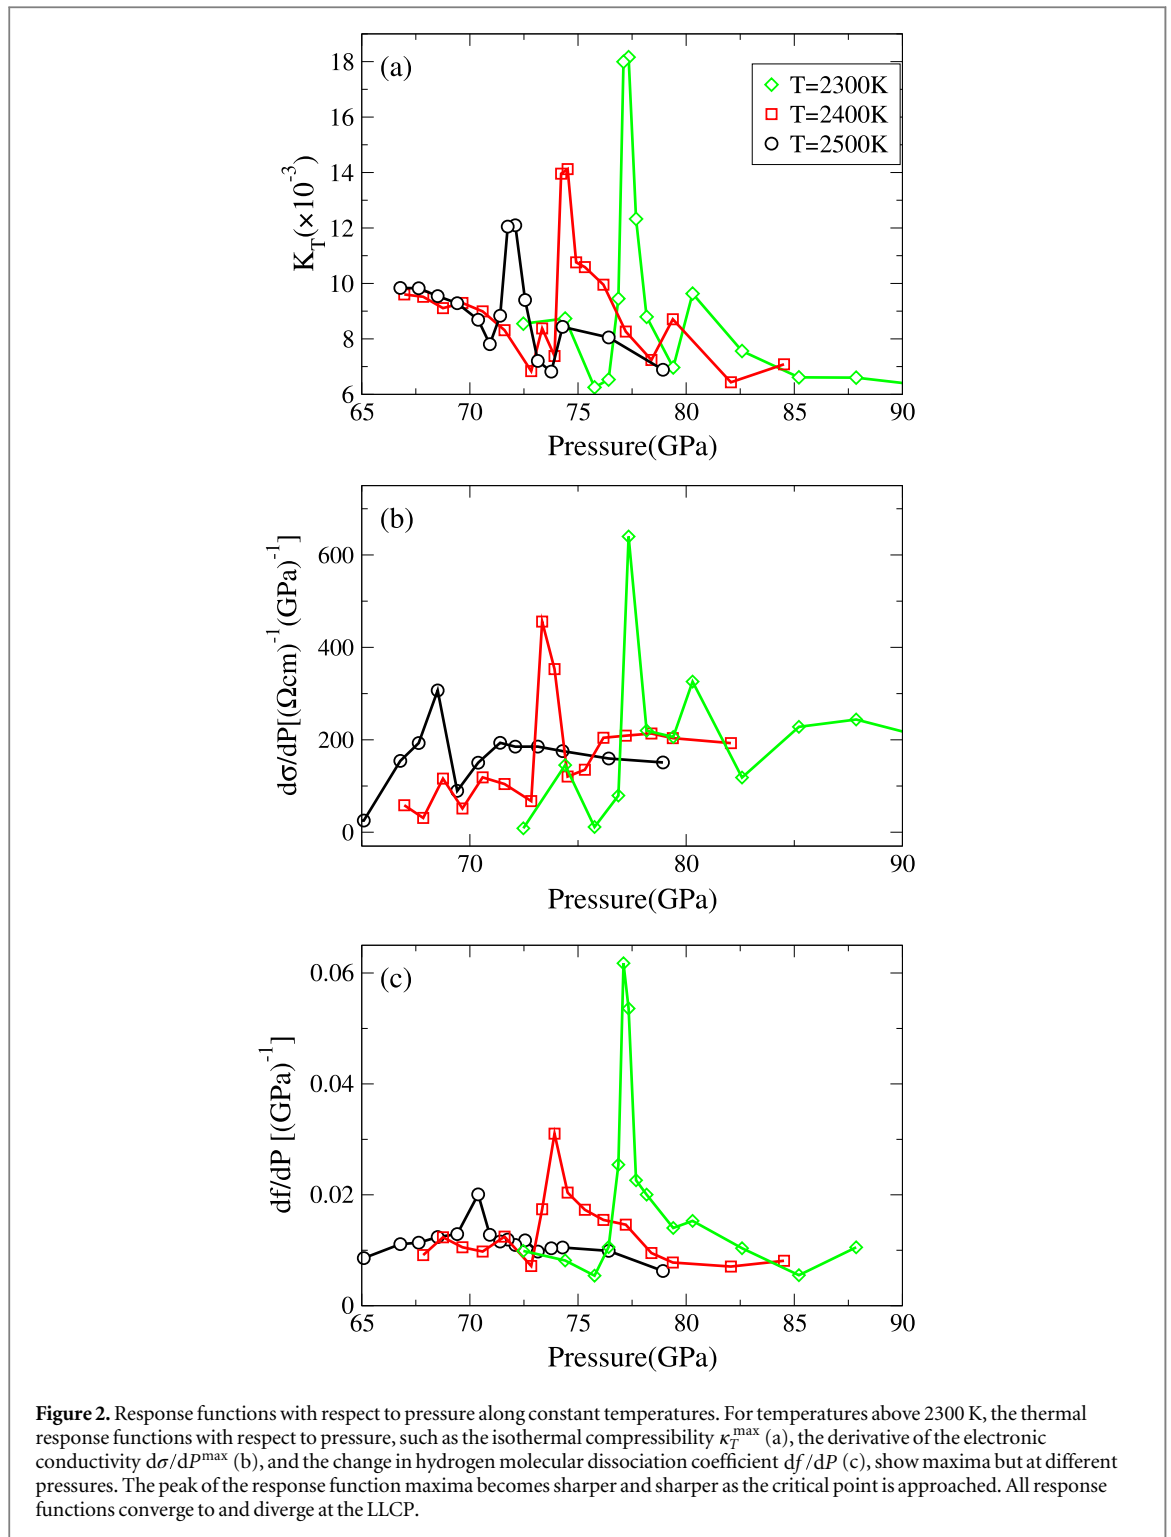 (a)
T=2300K
T=2400K
T=2500K
K_T(×10^-3)
18
16
14
12
10
8
6
65 70 75 80 85 90
Pressure(GPa)
(b)
dσ/dP[(Ωcm)^-1(GPa)^-1]
600
400
200
0
70 80 90
Pressure(GPa)
(c)
df/dP [(GPa)^-1]
0.06
0.04
0.02
0
65 70 75 80 85 90
Pressure(GPa)
Figure 2. Response functions with respect to pressure along constant temperatures. For temperatures above 2300 K, the thermal
response functions with respect to pressure, such as the isothermal compressibility κ_T^max (a), the derivative of the electronic
conductivity dσ/dP^max (b), and the change in hydrogen molecular dissociation coefficient df/dP (c), show maxima but at different
pressures. The peak of the response function maxima becomes sharper and sharper as the critical point is approached. All response
functions converge to and diverge at the LLCP.